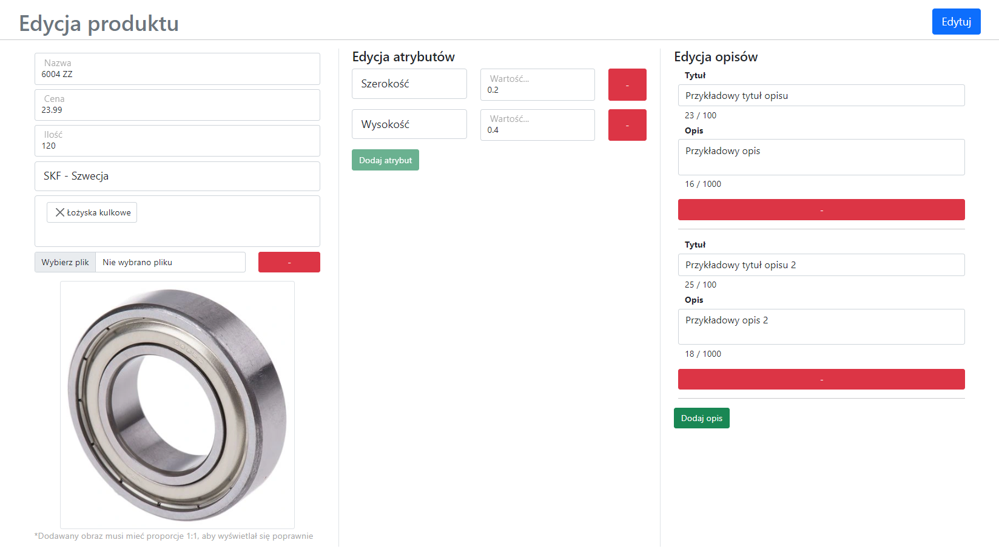 Edycja produktu
Edytuj
Nazwa
6004 ZZ
Cena
23.99
Ilość
120
SKF - Szwecja
Łożyska kulkowe
Wybierz plik
Nie wybrano pliku
-
*Dodawany obraz musi mieć proporcje 1:1, aby wyświetlał się poprawnie
Edycja atrybutów
Szerokość
Wartość...
0.2
-
Wysokość
Wartość...
0.4
-
Dodaj atrybut
Edycja opisów
Tytuł
Przykładowy tytuł opisu
23 / 100
Opis
Przykładowy opis
16 / 1000
-
Tytuł
Przykładowy tytuł opisu 2
25 / 100
Opis
Przykładowy opis 2
18 / 1000
-
Dodaj opis